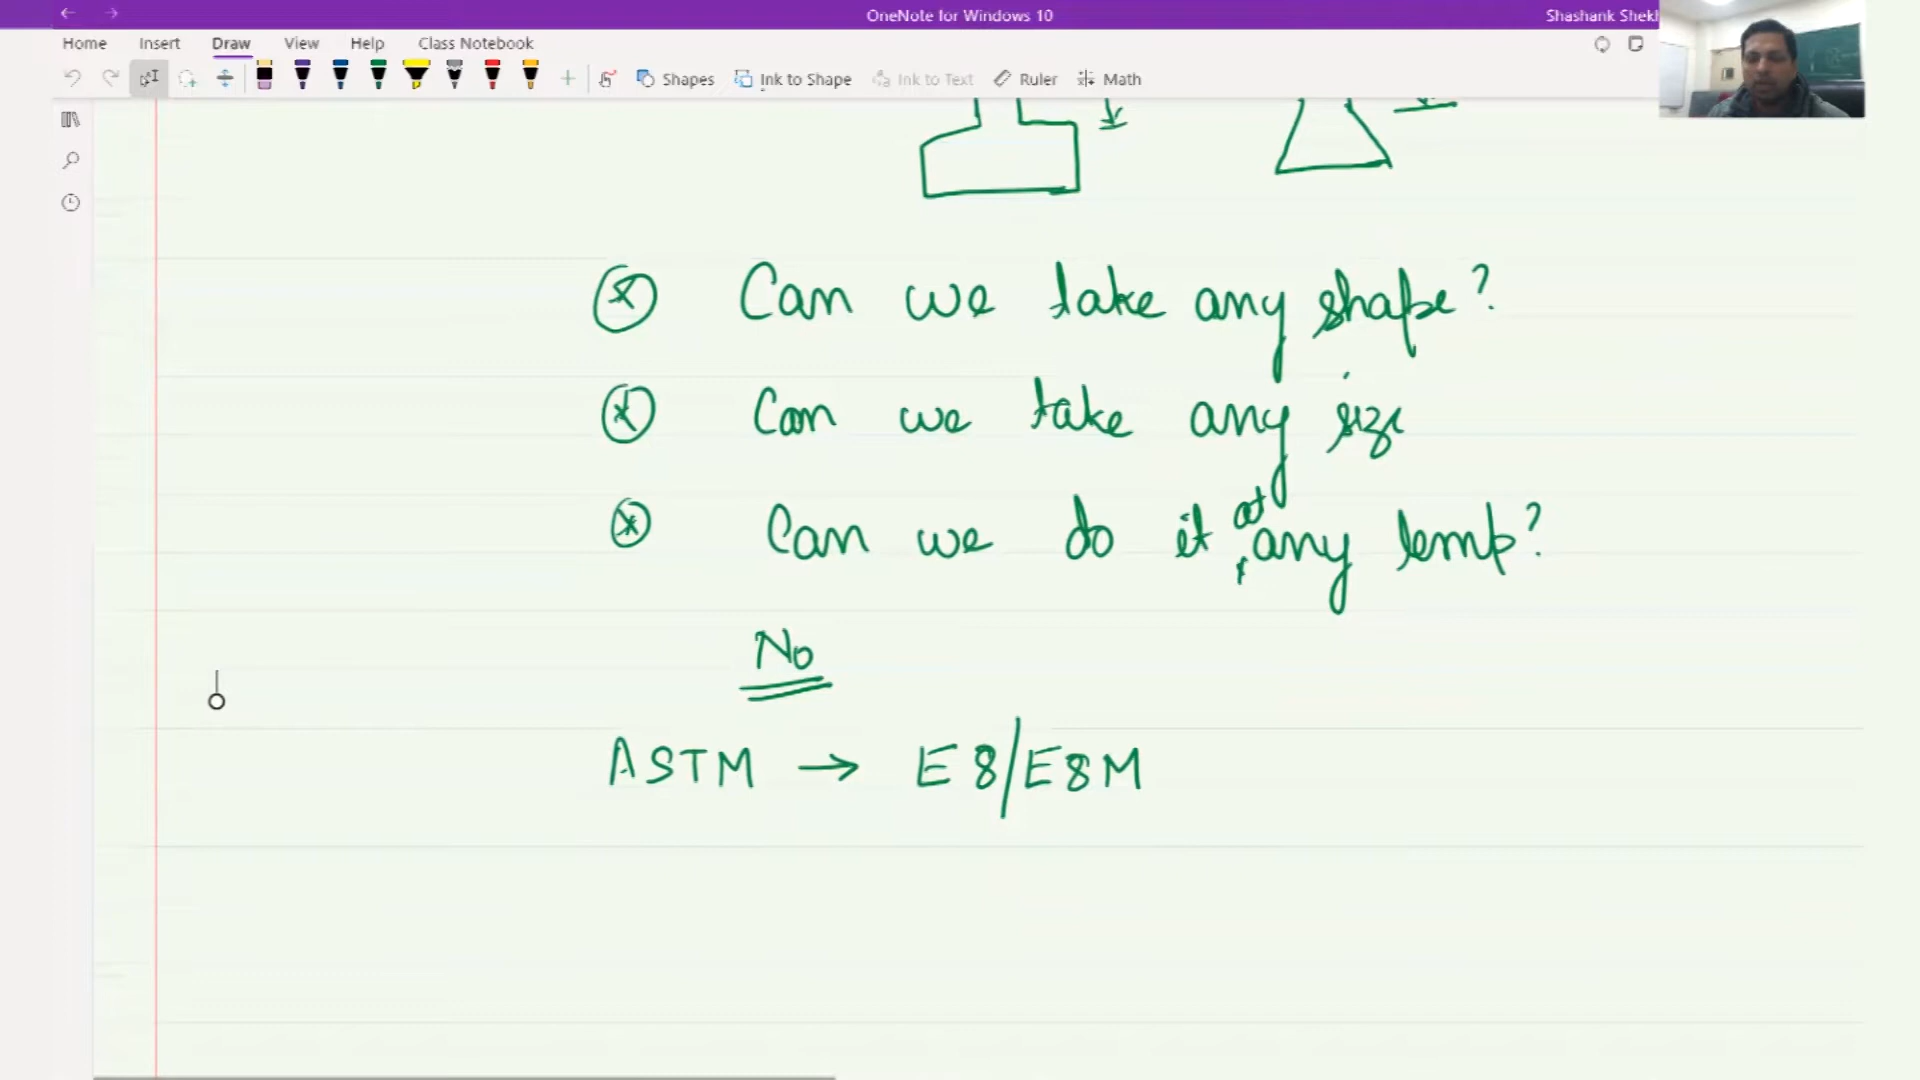 OneNote for Windows 10
Shashank Shekh
Home Insert Draw View Help Class Notebook
Shapes Ink to Shape Ink to Text Ruler Math
Can we take any shape?
Can we take any size
Can we do it at any temp?
No
ASTM → E8/E8M